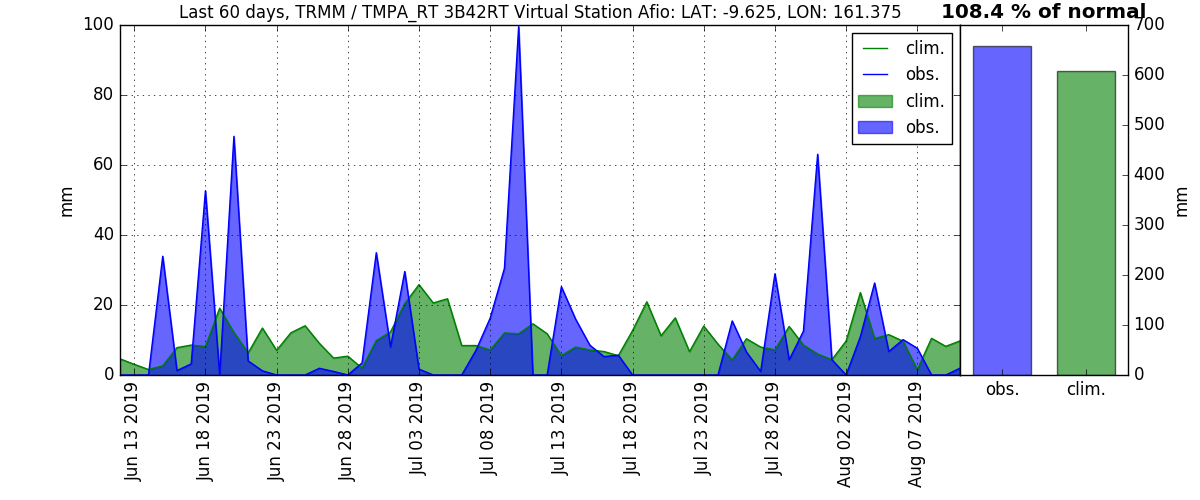 Last 60 days, TRMM / TMPA_RT 3B42RT Virtual Station Afio: LAT: -9.625, LON: 161.375
108.4 % of normal
100
80
60
40
20
0
mm
clim.
obs.
clim.
obs.
700
600
500
400
300
200
100
0
mm
Jun 13 2019
Jun 18 2019
Jun 23 2019
Jun 28 2019
Jul 03 2019
Jul 08 2019
Jul 13 2019
Jul 18 2019
Jul 23 2019
Jul 28 2019
Aug 02 2019
Aug 07 2019
obs.
clim.